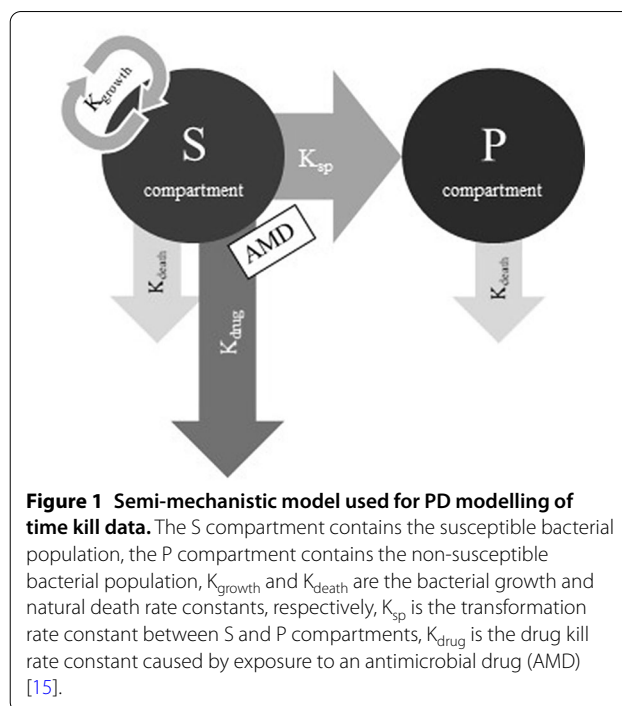 K_growth
S
compartment
K_sp
P
compartment
AMD
K_death
K_drug
K_death
Figure 1 Semi-mechanistic model used for PD modelling of
time kill data. The S compartment contains the susceptible bacterial
population, the P compartment contains the non-susceptible
bacterial population, K_growth and K_death are the bacterial growth and
natural death rate constants, respectively, K_sp is the transformation
rate constant between S and P compartments, K_drug is the drug kill
rate constant caused by exposure to an antimicrobial drug (AMD)
[15].